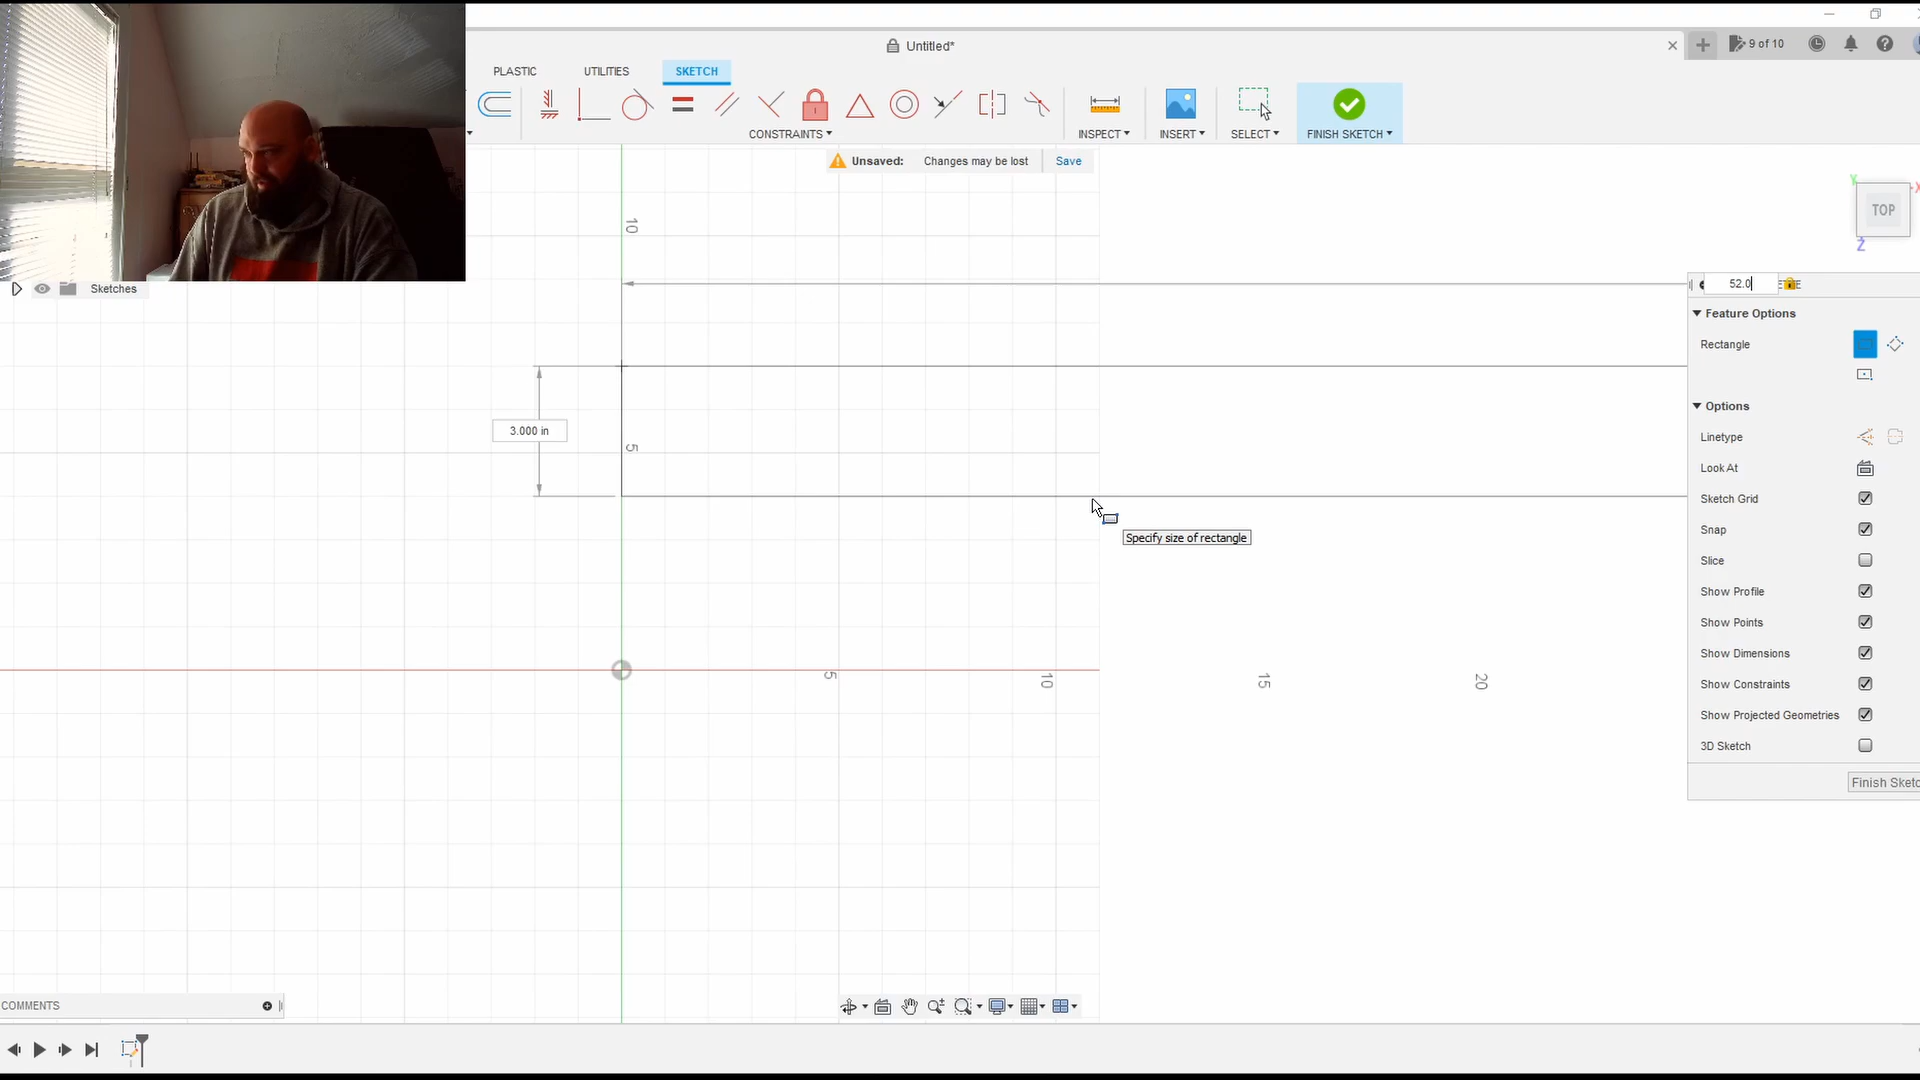 Untitled*
9 of 10
PLASTIC
UTILITIES
SKETCH
CONSTRAINTS
INSPECT
INSERT
SELECT
FINISH SKETCH
Unsaved:
Changes may be lost
Save
Y
X
TOP
Z
Sketches
10
5
3.000 in
52.0
Specify size of rectangle
5
10
15
20
Feature Options
Rectangle
Options
Linetype
Look At
Sketch Grid
Snap
Slice
Show Profile
Show Points
Show Dimensions
Show Constraints
Show Projected Geometries
3D Sketch
Finish Sketc
COMMENTS